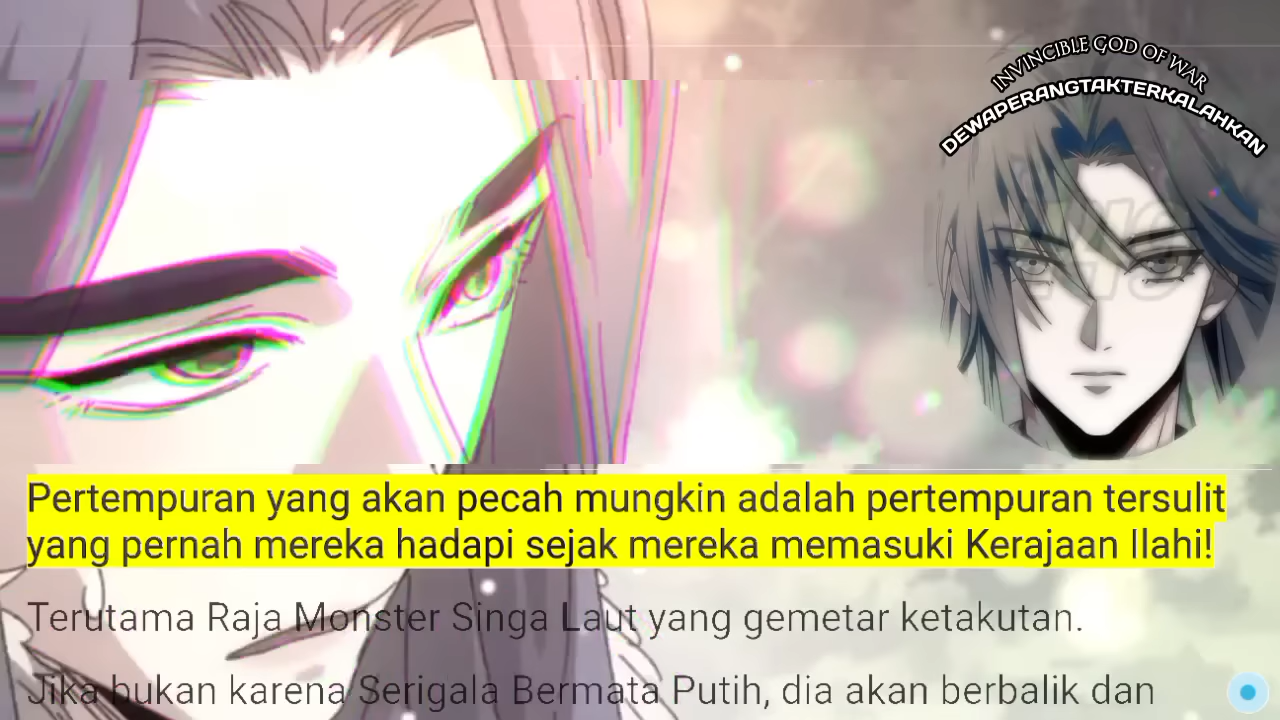 INVINCIBLE GOD OF WAR
DEWAPERANGTAKTERKALAHKAN
Pertempuran yang akan pecah mungkin adalah pertempuran tersulit
yang pernah mereka hadapi sejak mereka memasuki Kerajaan Ilahi!
Terutama Raja Monster Singa Laut yang gemetar ketakutan.
Jika bukan karena Serigala Bermata Putih, dia akan berbalik dan